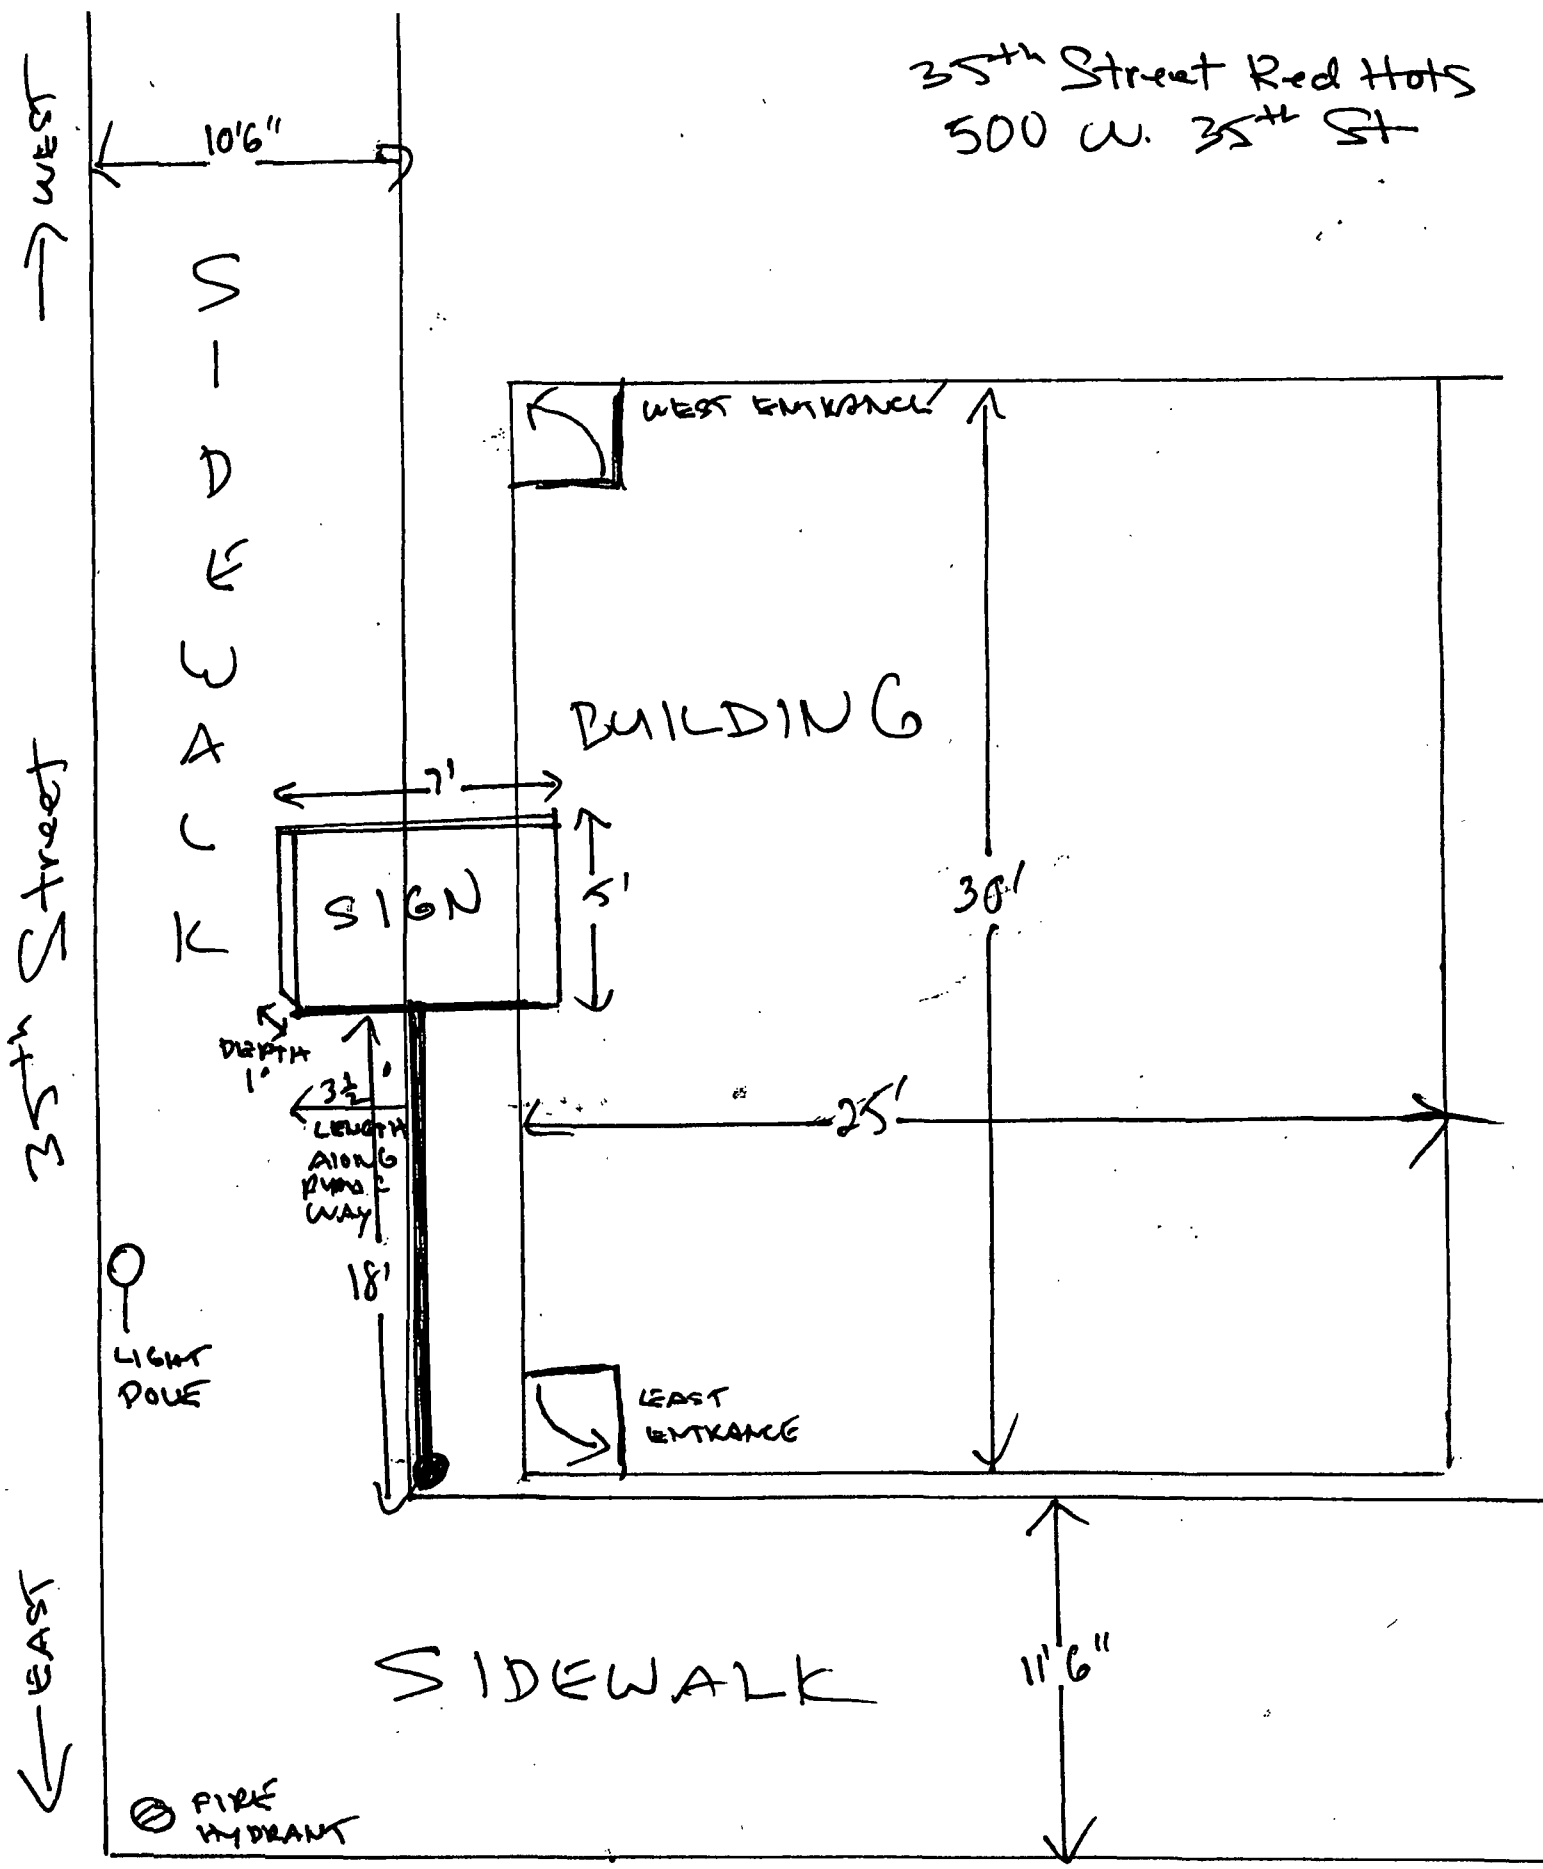 35th Street Red Hots
500 W. 35th St
WEST
10'6"
SIDEWALK
WEST ENTRANCE
BUILDING
7'
SIGN
5'
30'
35th Street
DEPTH
1'
3 1/2'
LENGTH
ALONG
WAY
25'
18'
LIGHT
POLE
EAST
ENTRANCE
EAST
SIDEWALK
11'6"
FIRE
HYDRANT